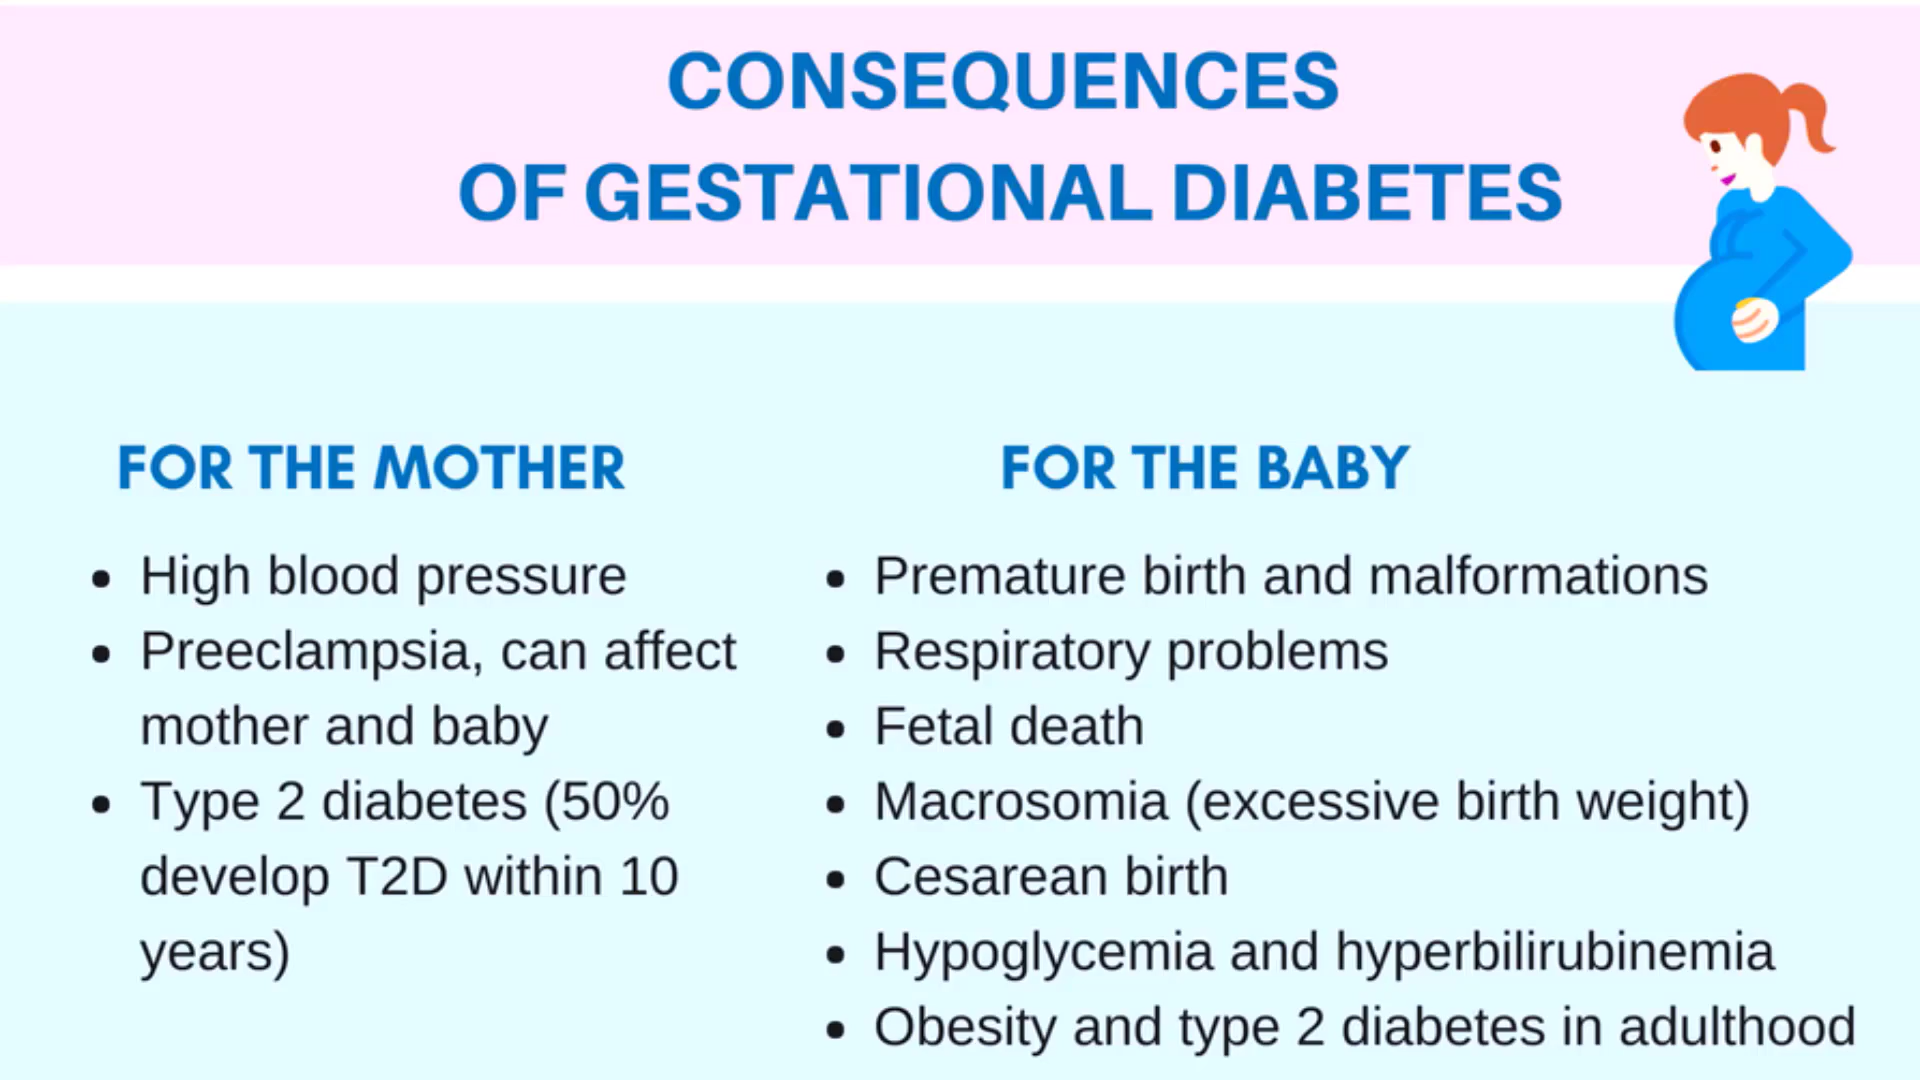 CONSEQUENCES
OF GESTATIONAL DIABETES
FOR THE MOTHER
• High blood pressure
• Preeclampsia, can affect
mother and baby
• Type 2 diabetes (50%
develop T2D within 10
years)
FOR THE BABY
• Premature birth and malformations
• Respiratory problems
• Fetal death
• Macrosomia (excessive birth weight)
• Cesarean birth
• Hypoglycemia and hyperbilirubinemia
• Obesity and type 2 diabetes in adulthood